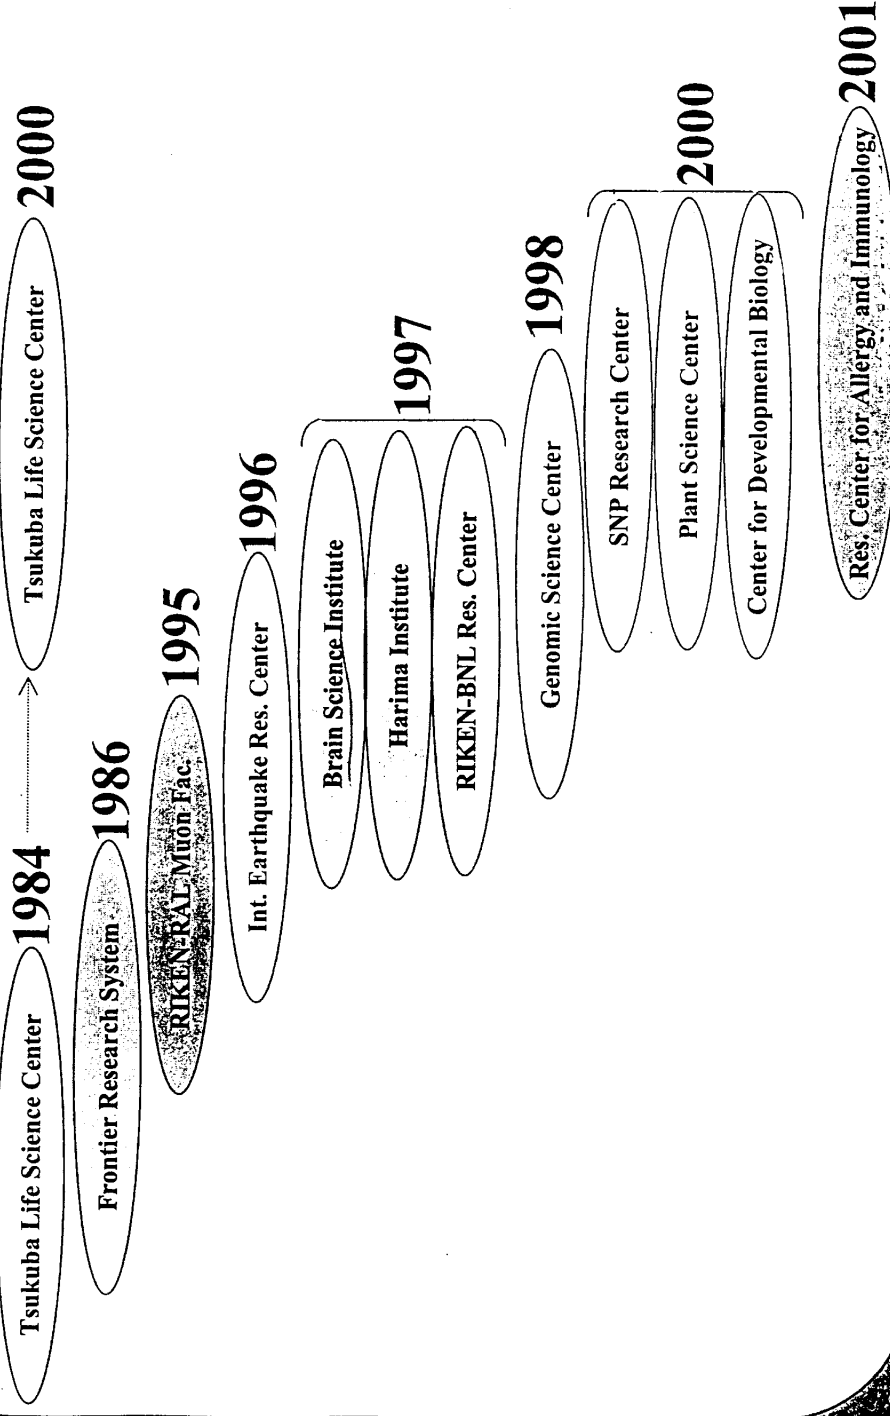 Tsukuba Life Science Center 1984 Tsukuba Life Science Center 2000
Frontier Research System 1986
RIKEN-RAL Muon Fac. 1995
Int. Earthquake Res. Center 1996
Brain Science Institute
Harima Institute 1997
RIKEN-BNL Res. Center
Genomic Science Center 1998
SNP Research Center
Plant Science Center 2000
Center for Developmental Biology
Res. Center for Allergy and Immunology 2001